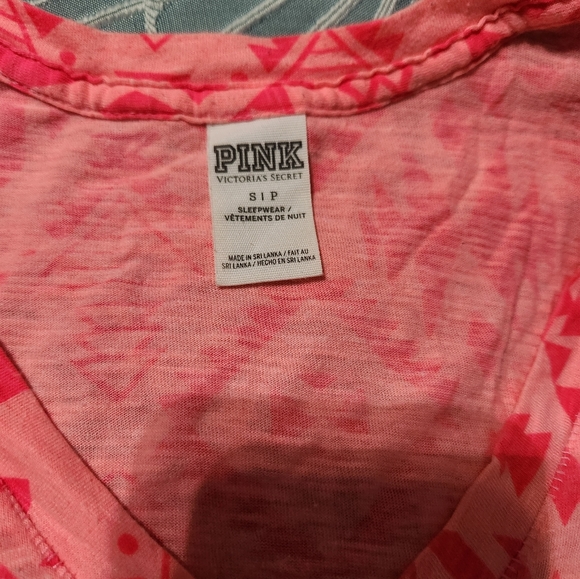 PINK
VICTORIA'S SECRET
S | P
SLEEPWEAR /
VÊTEMENTS DE NUIT
MADE IN SRI LANKA / FAIT AU
SRI LANKA / HECHO EN SRI LANKA